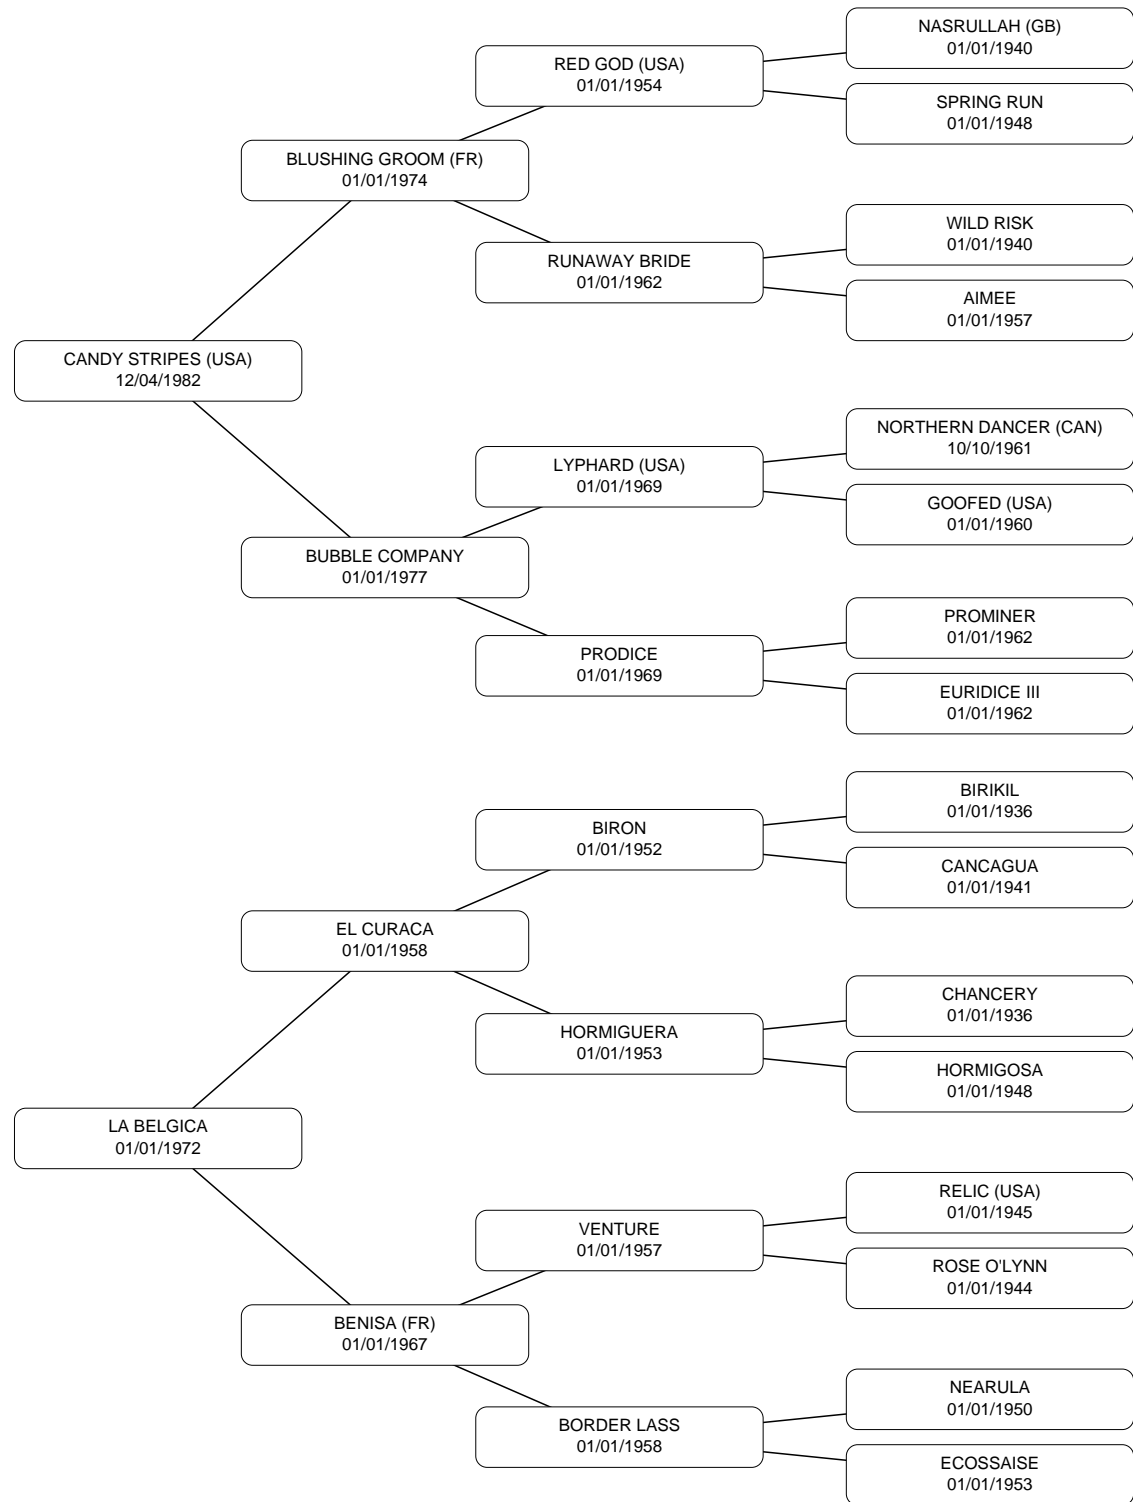 NASRULLAH (GB)
01/01/1940
RED GOD (USA)
01/01/1954
SPRING RUN
01/01/1948
BLUSHING GROOM (FR)
01/01/1974
WILD RISK
01/01/1940
RUNAWAY BRIDE
01/01/1962
AIMEE
01/01/1957
CANDY STRIPES (USA)
12/04/1982
NORTHERN DANCER (CAN)
10/10/1961
LYPHARD (USA)
01/01/1969
GOOFED (USA)
01/01/1960
BUBBLE COMPANY
01/01/1977
PROMINER
01/01/1962
PRODICE
01/01/1969
EURIDICE III
01/01/1962
BIRIKIL
01/01/1936
BIRON
01/01/1952
CANCAGUA
01/01/1941
EL CURACA
01/01/1958
CHANCERY
01/01/1936
HORMIGUERA
01/01/1953
HORMIGOSA
01/01/1948
LA BELGICA
01/01/1972
RELIC (USA)
01/01/1945
VENTURE
01/01/1957
ROSE O'LYNN
01/01/1944
BENISA (FR)
01/01/1967
NEARULA
01/01/1950
BORDER LASS
01/01/1958
ECOSSAISE
01/01/1953